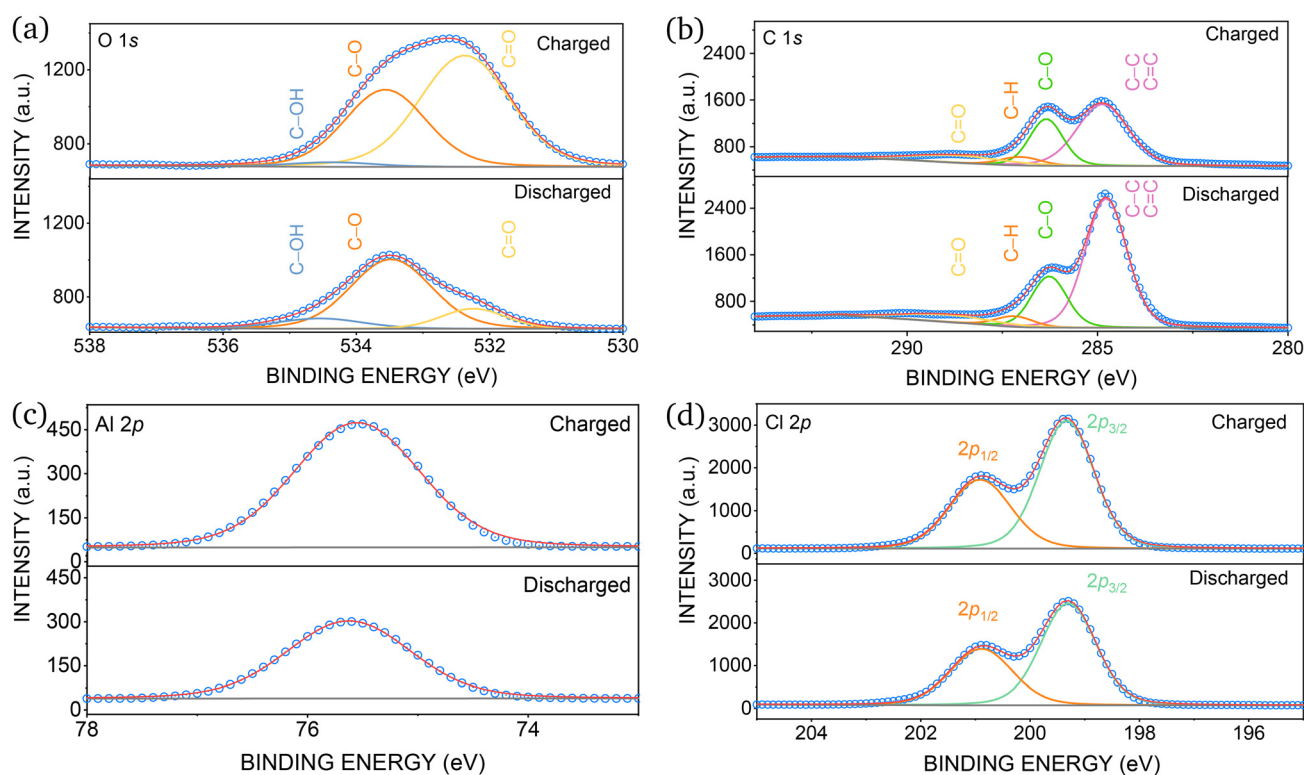 (a)
O 1s
Charged
C–OH
C–O
C=O
1200
800
Discharged
C–OH
C–O
C=O
1200
800
538
536
534
532
530
INTENSITY (a.u.)
BINDING ENERGY (eV)
(b)
C 1s
Charged
C=O
C–H
C–O
C–C
C=C
2400
1600
800
Discharged
C=O
C–H
C–O
C–C
C=C
2400
1600
800
290
285
280
INTENSITY (a.u.)
BINDING ENERGY (eV)
(c)
Al 2p
Charged
450
300
150
0
Discharged
450
300
150
0
78
76
74
INTENSITY (a.u.)
BINDING ENERGY (eV)
(d)
Cl 2p
Charged
2p1/2
2p3/2
3000
2000
1000
0
Discharged
2p1/2
2p3/2
3000
2000
1000
0
204
202
200
198
196
INTENSITY (a.u.)
BINDING ENERGY (eV)